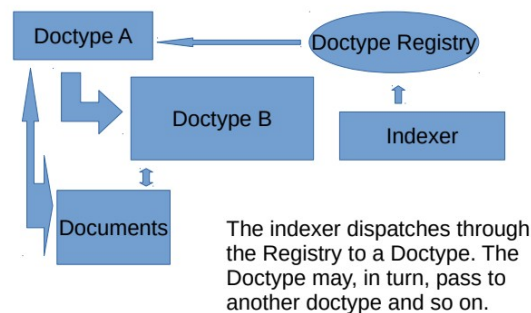 Doctype A
Doctype Registry
Doctype B
Indexer
Documents
The indexer dispatches through
the Registry to a Doctype. The
Doctype may, in turn, pass to
another doctype and so on.